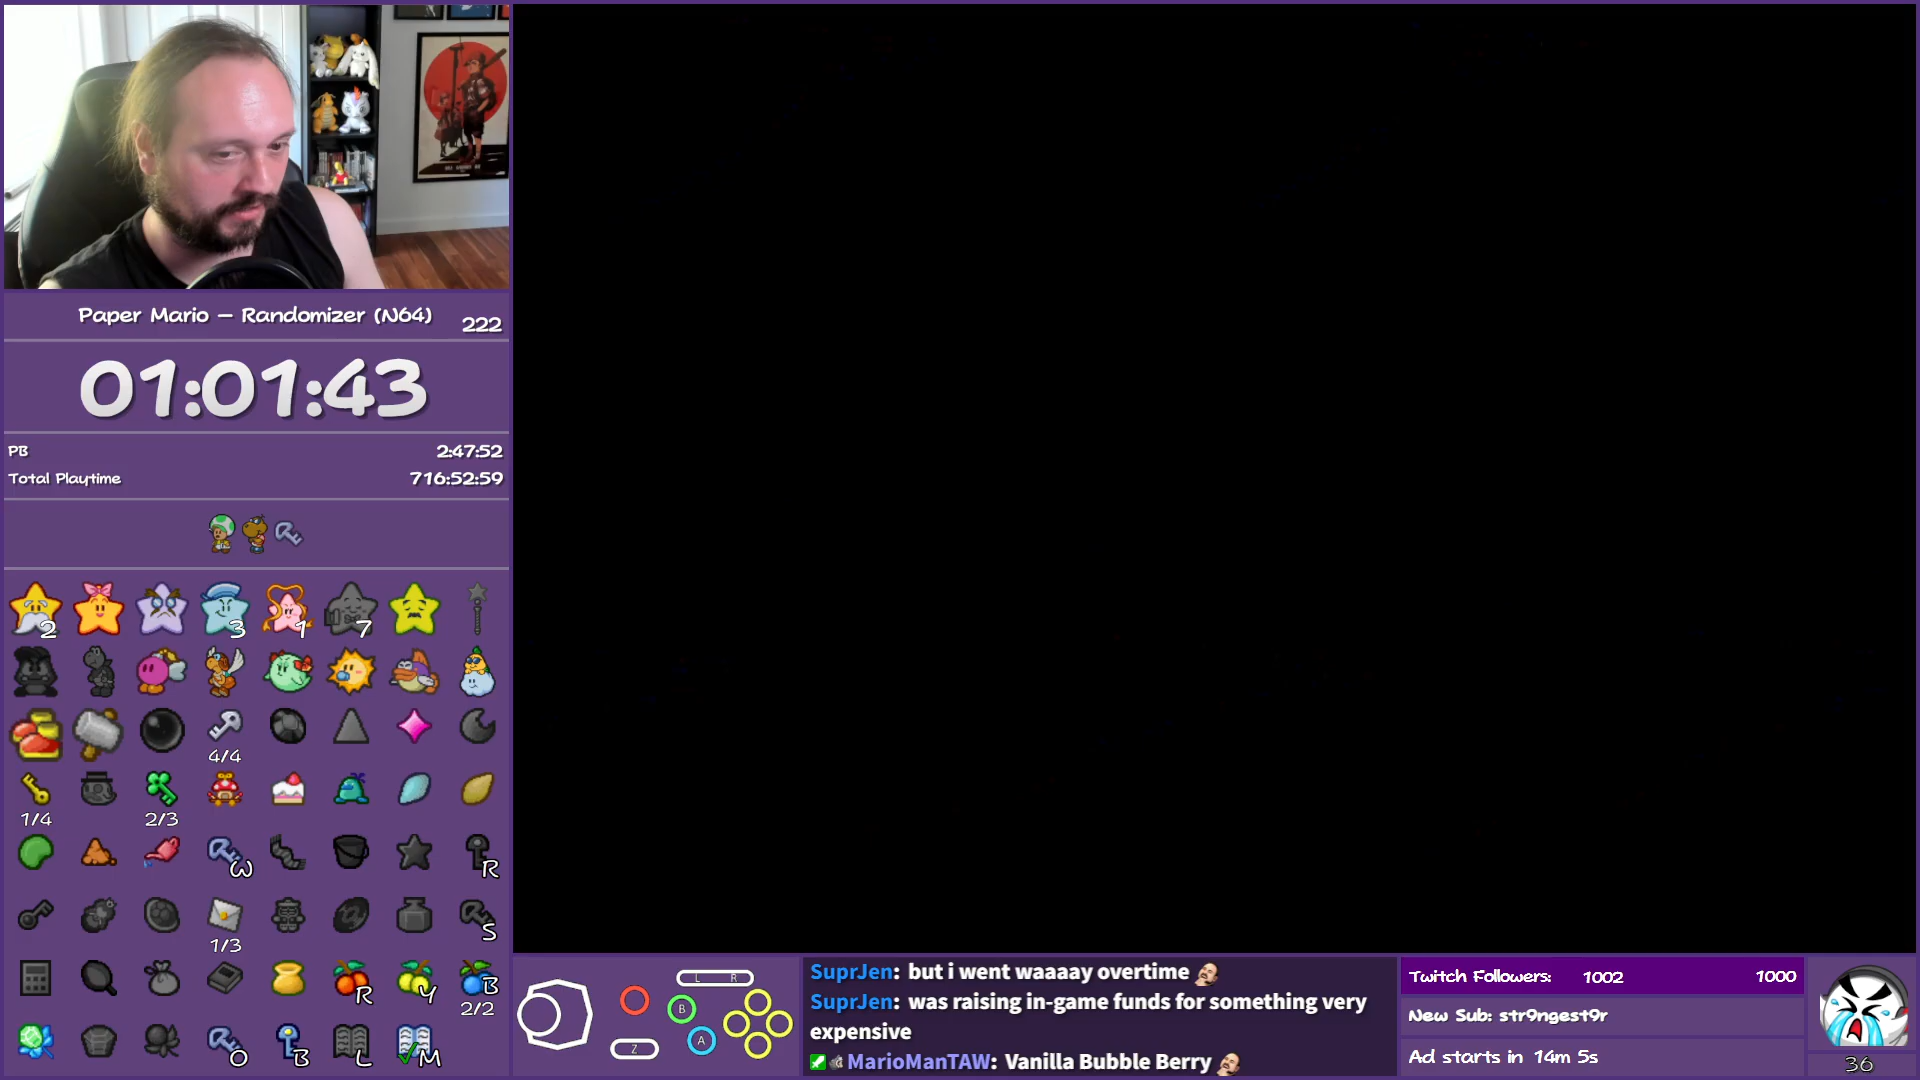 Paper Mario – Randomizer (N64)
222
01:01:43
PB 2:47:52
Total Playtime 716:52:59
2 3 1 7
4/4
1/4 2/3
W R
1/3 S
R Y B
2/2
O B L M
L R
B
A
Z
SuprJen: but i went waaaay overtime
SuprJen: was raising in-game funds for something very
expensive
MarioManTAW: Vanilla Bubble Berry
Twitch Followers: 1002 1000
New Sub: str9ngest9r
Ad starts in 14m 5s
36